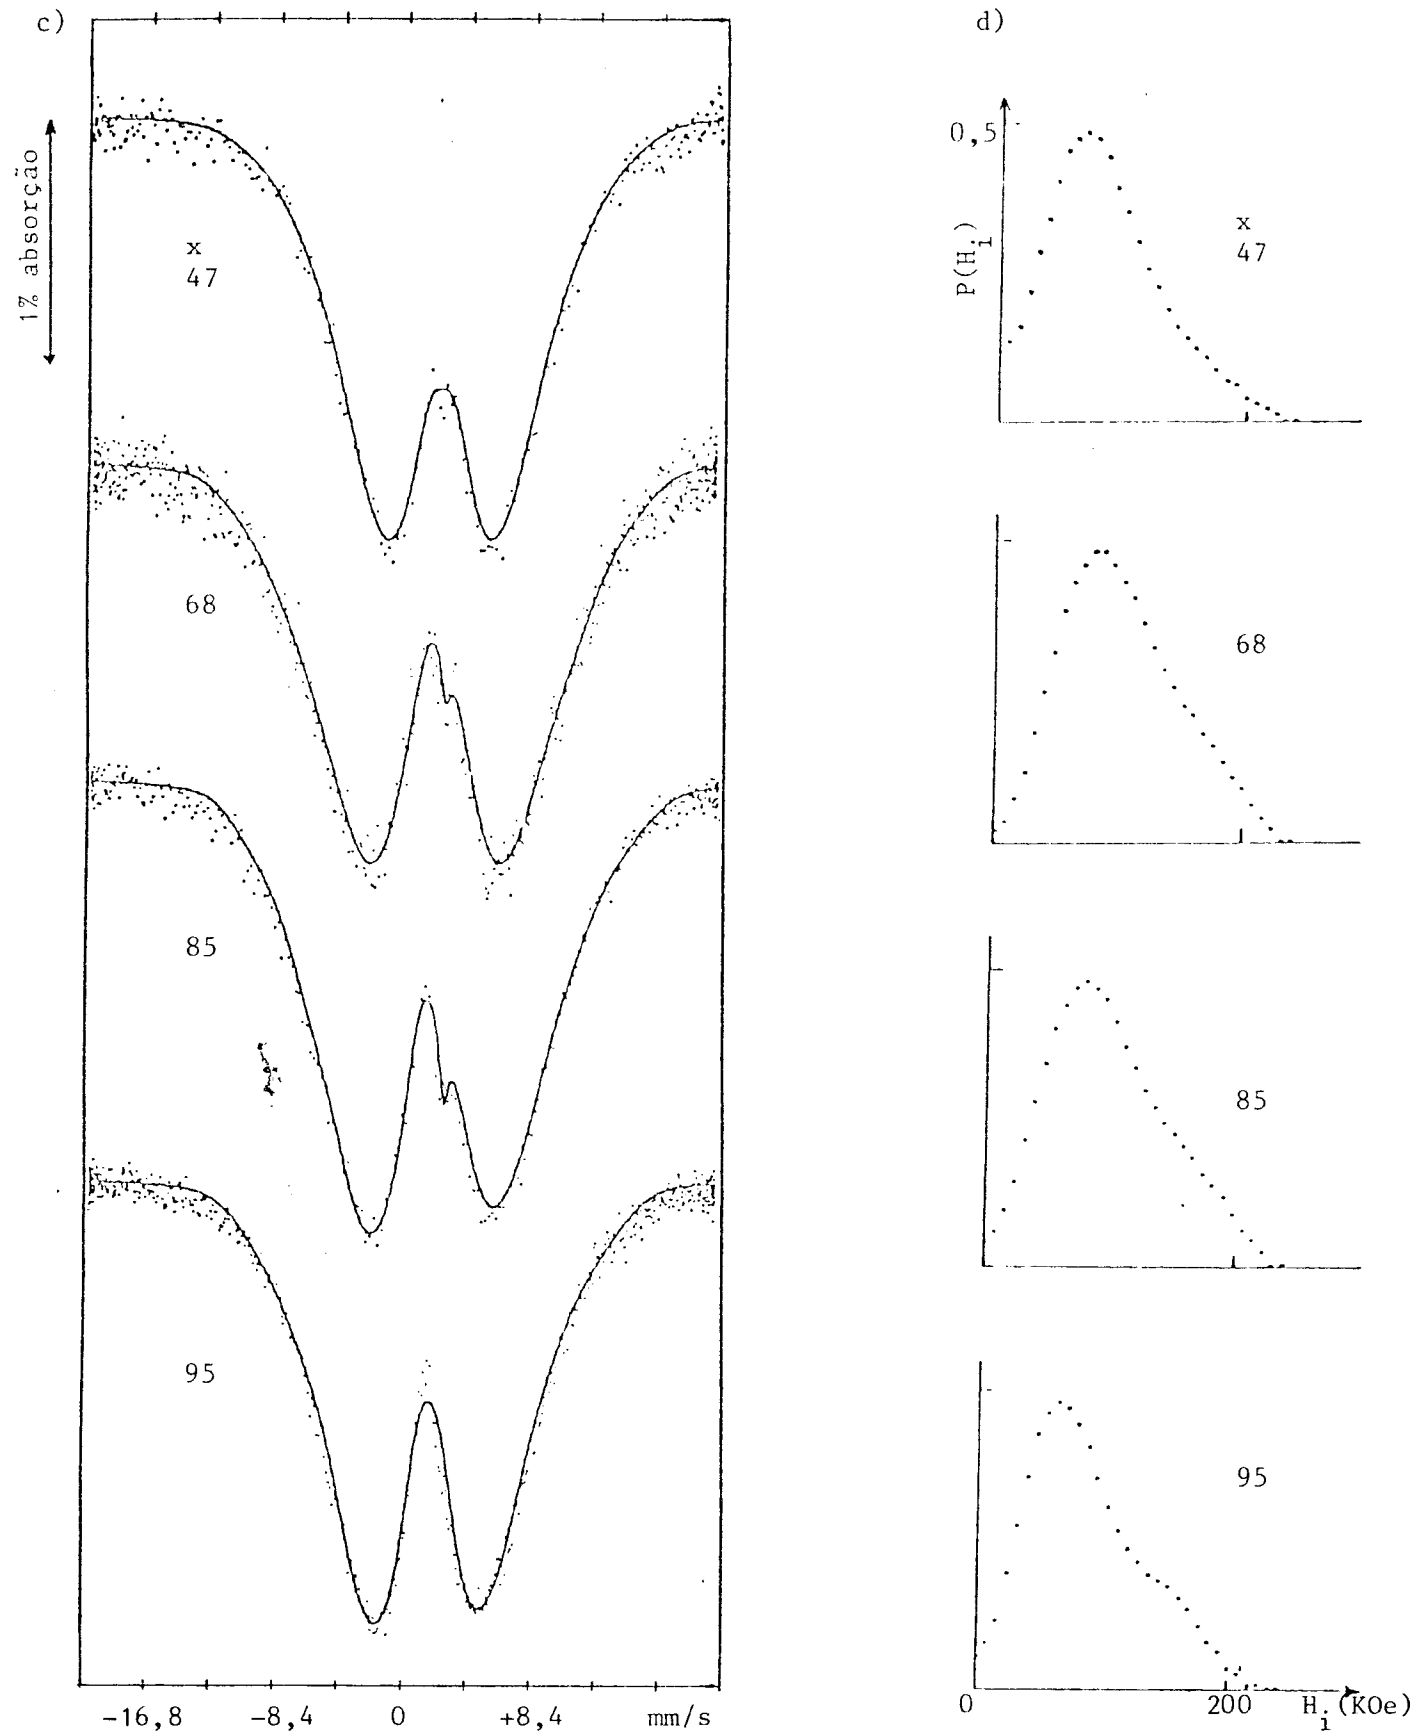 c)
1% absorção
x
47
68
85
95
-16,8 -8,4 0 +8,4 mm/s
d)
0,5
P(H_i)
x
47
68
85
95
0 200 H_i(KOe)